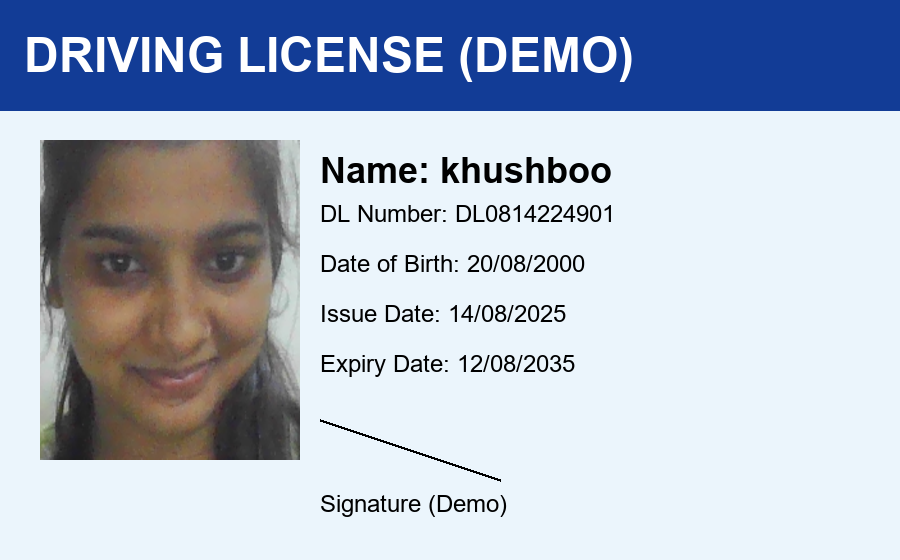 DRIVING LICENSE (DEMO)
Name: khushboo
DL Number: DL0814224901
Date of Birth: 20/08/2000
Issue Date: 14/08/2025
Expiry Date: 12/08/2035
Signature (Demo)